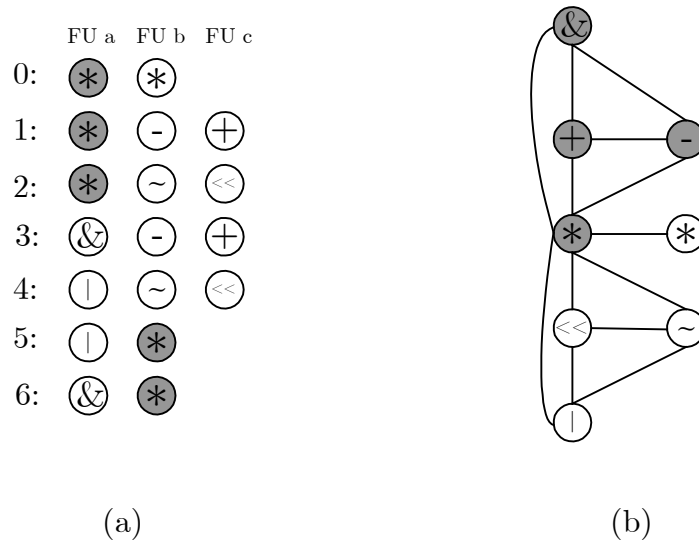 FU a FU b FU c
0: * *
1: * - +
2: * ~ <<
3: & - +
4: | ~ <<
5: | *
6: & *
(a)
&
+ -
* *
<< ~
|
(b)